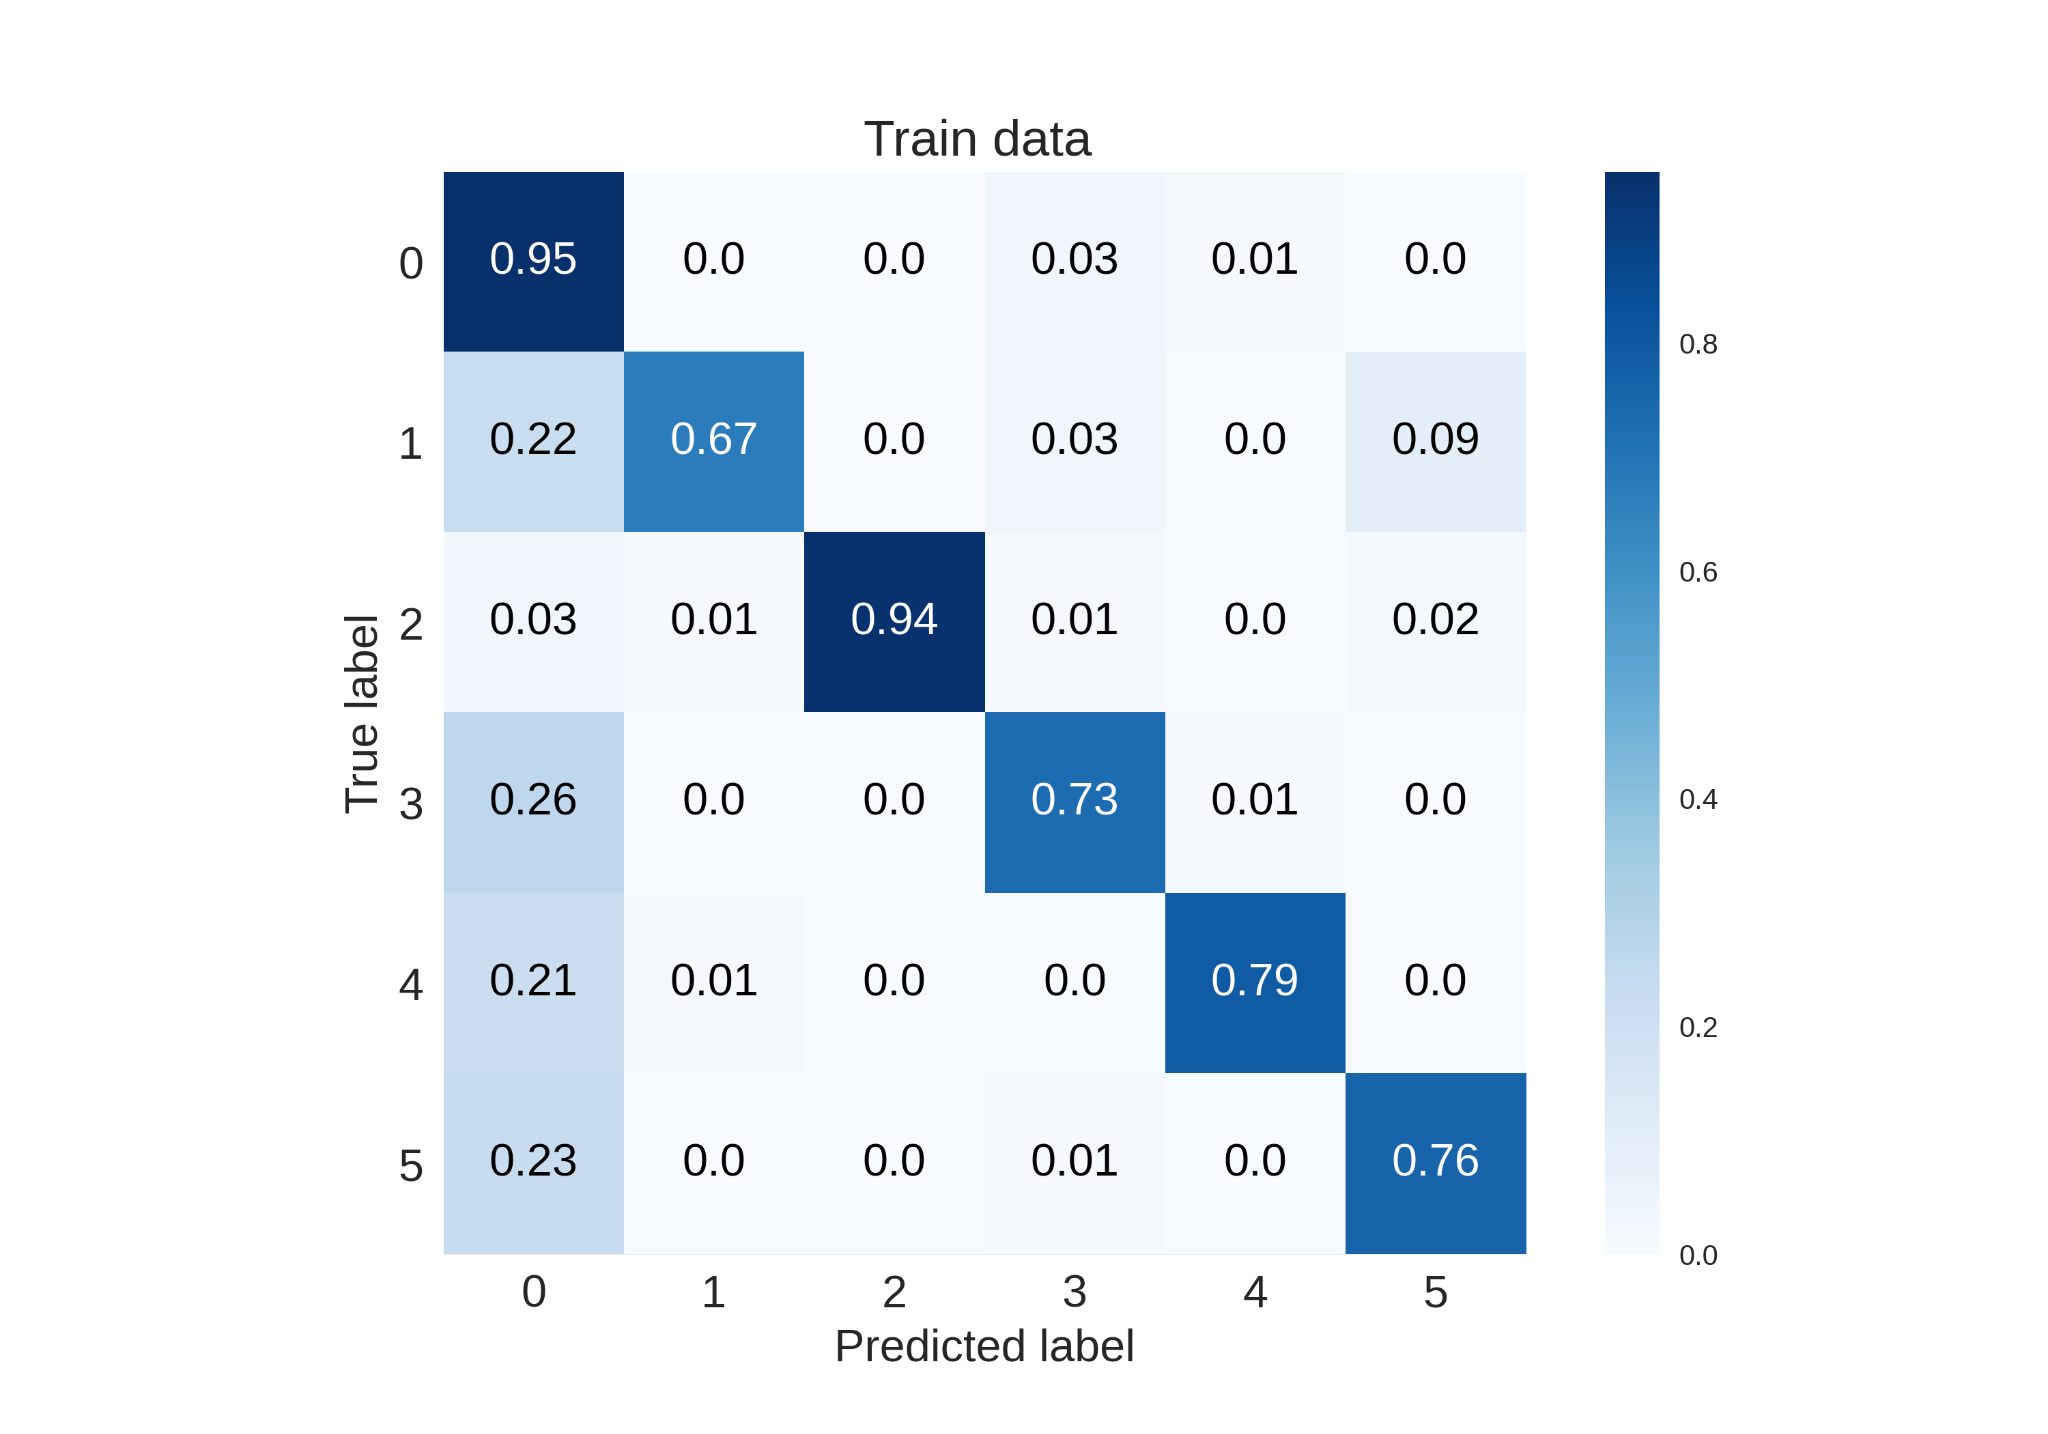 Train data
0 0.95 0.0 0.0 0.03 0.01 0.0
1 0.22 0.67 0.0 0.03 0.0 0.09
2 0.03 0.01 0.94 0.01 0.0 0.02
3 0.26 0.0 0.0 0.73 0.01 0.0
4 0.21 0.01 0.0 0.0 0.79 0.0
5 0.23 0.0 0.0 0.01 0.0 0.76
0 1 2 3 4 5
Predicted label
True label
0.8
0.6
0.4
0.2
0.0